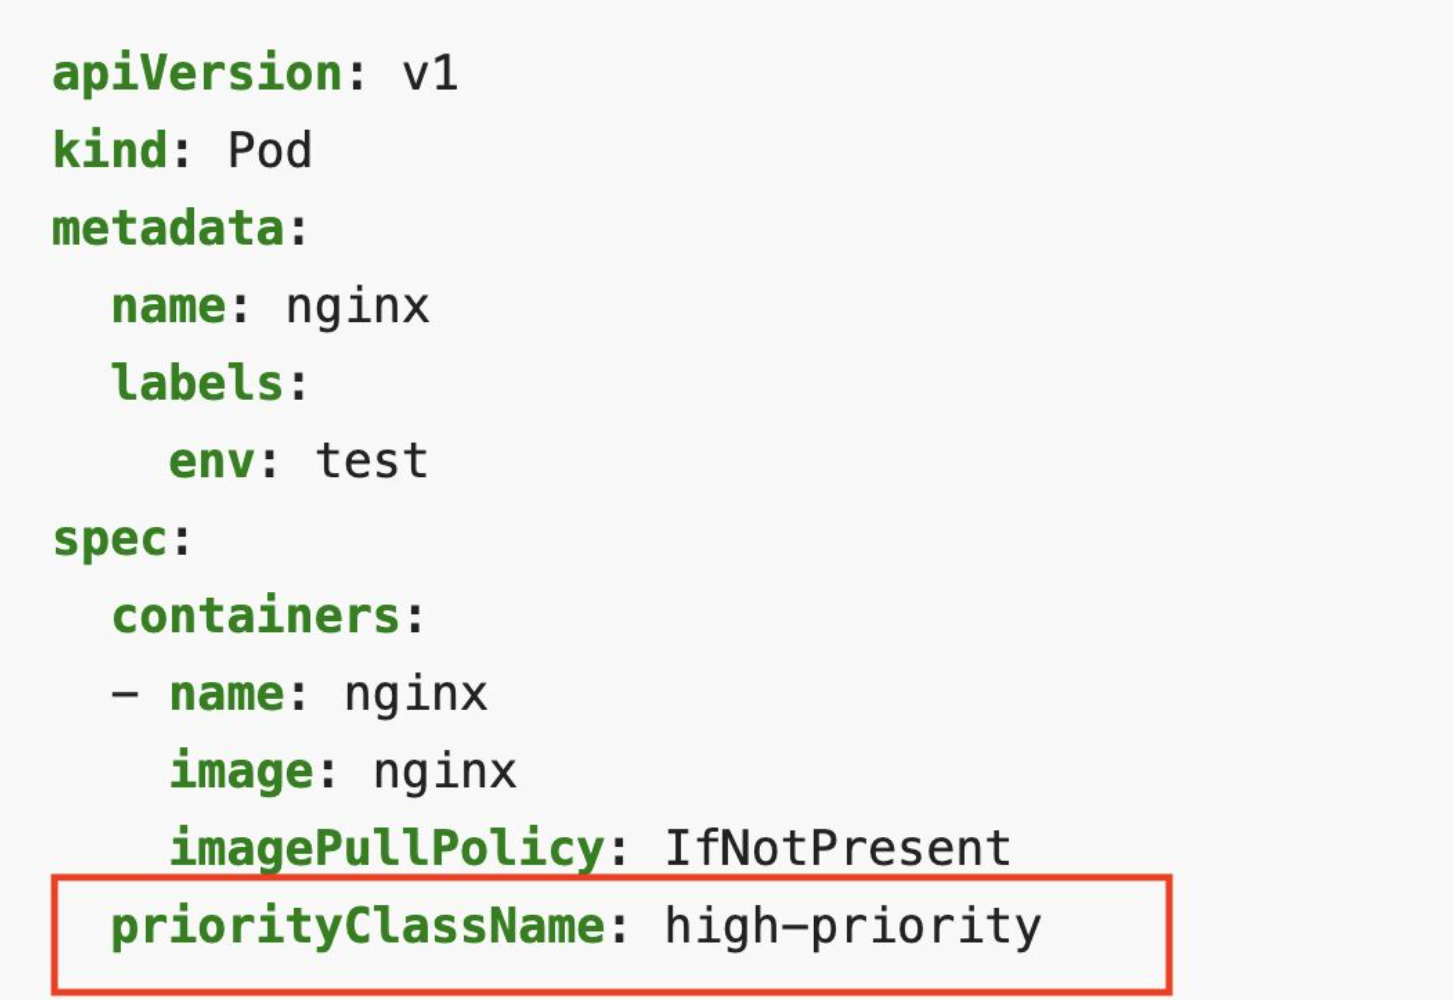 apiVersion: v1
kind: Pod
metadata:
  name: nginx
  labels:
    env: test
spec:
  containers:
  - name: nginx
    image: nginx
    imagePullPolicy: IfNotPresent
  priorityClassName: high-priority